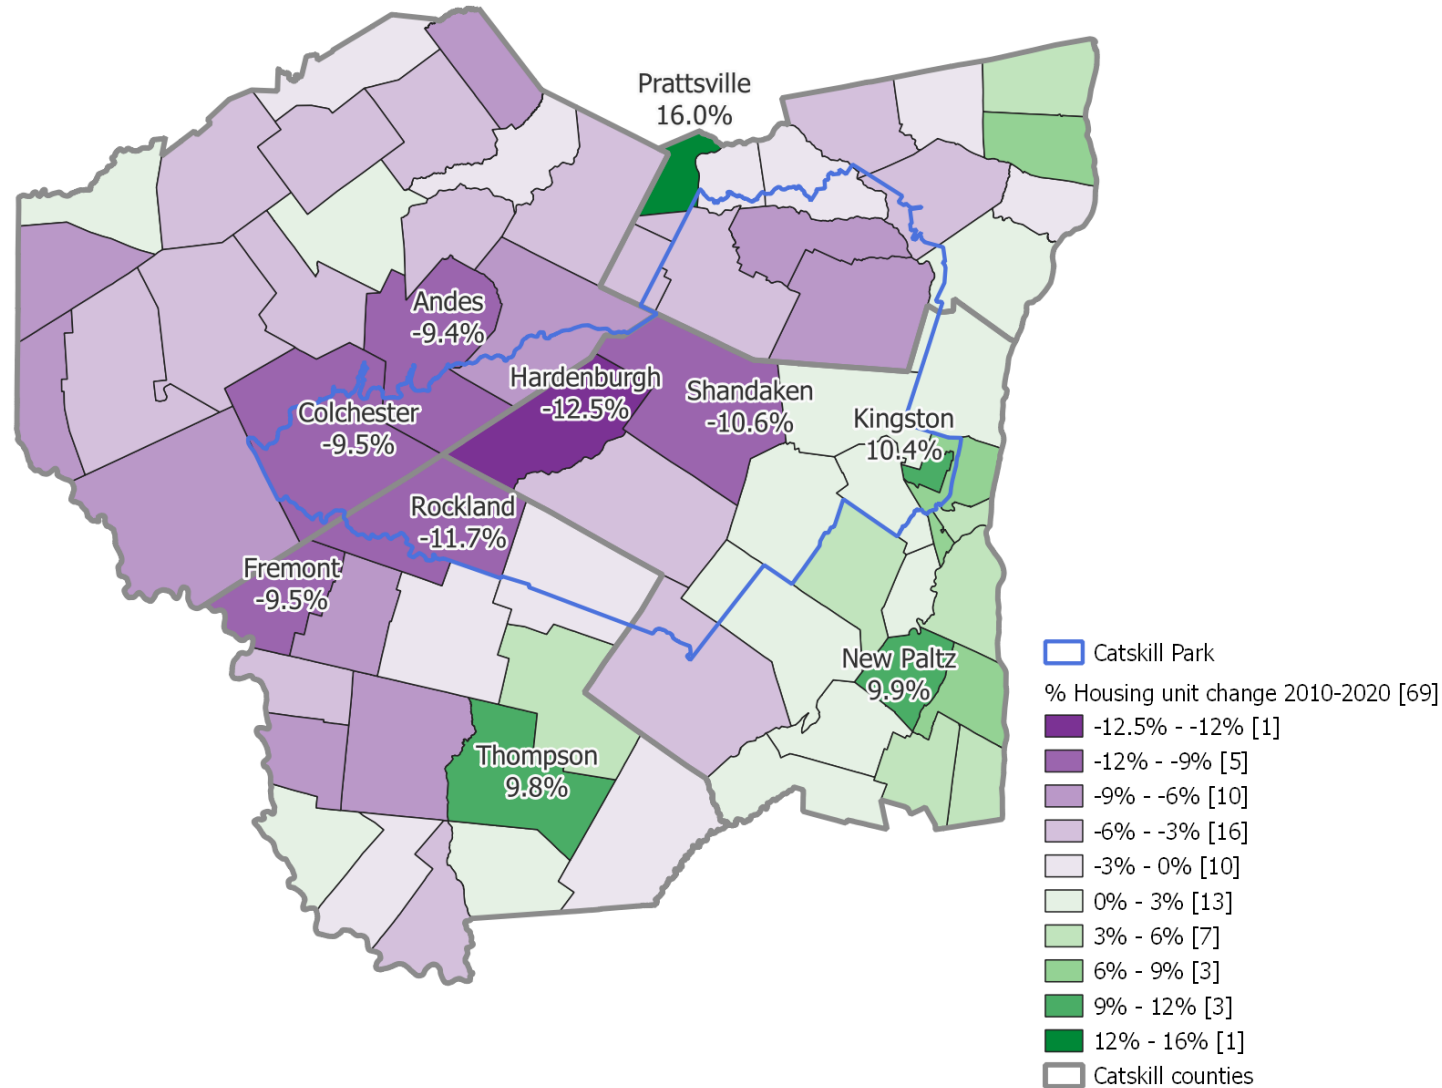 Prattsville
16.0%
Andes
-9.4%
Hardenburgh
-12.5%
Shandaken
-10.6%
Colchester
-9.5%
Kingston
10.4%
Rockland
-11.7%
Fremont
-9.5%
New Paltz
9.9%
Thompson
9.8%
Catskill Park
% Housing unit change 2010-2020 [69]
-12.5% - -12% [1]
-12% - -9% [5]
-9% - -6% [10]
-6% - -3% [16]
-3% - 0% [10]
0% - 3% [13]
3% - 6% [7]
6% - 9% [3]
9% - 12% [3]
12% - 16% [1]
Catskill counties